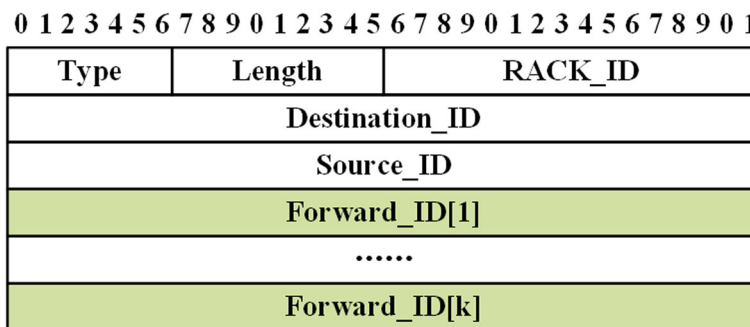 0 1 2 3 4 5 6 7 8 9 0 1 2 3 4 5 6 7 8 9 0 1 2 3 4 5 6 7 8 9 0 1
Type Length RACK_ID
Destination_ID
Source_ID
Forward_ID[1]
......
Forward_ID[k]